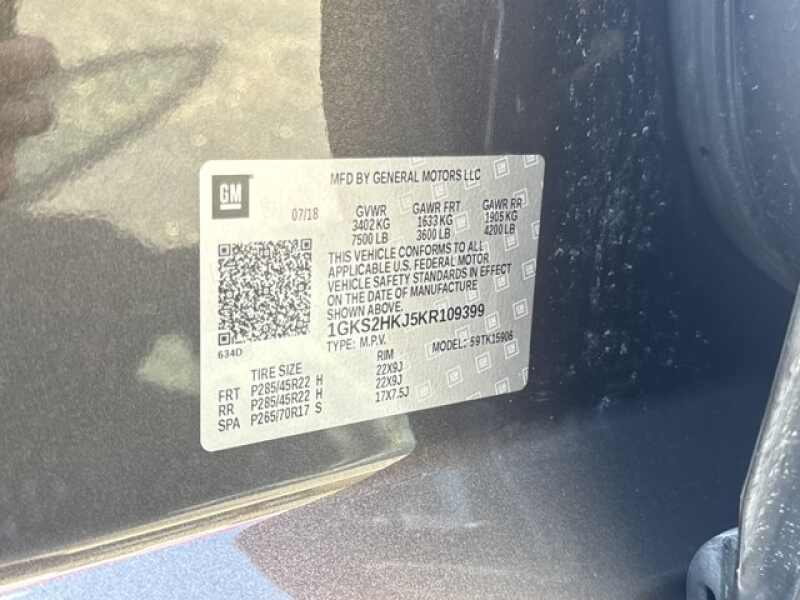 GM
MFD BY GENERAL MOTORS LLC
07/18
GVWR GAWR FRT GAWR RR
3402 KG 1633 KG 1905 KG
7500 LB 3600 LB 4200 LB
THIS VEHICLE CONFORMS TO ALL
APPLICABLE U.S. FEDERAL MOTOR
VEHICLE SAFETY STANDARDS IN EFFECT
ON THE DATE OF MANUFACTURE
SHOWN ABOVE.
1GKS2HKJ5KR109399
TYPE: M.P.V. MODEL: 59TK15906
634D
TIRE SIZE RIM
FRT P285/45R22 H 22X9J
RR P285/45R22 H 22X9J
SPA P265/70R17 S 17X7.5J